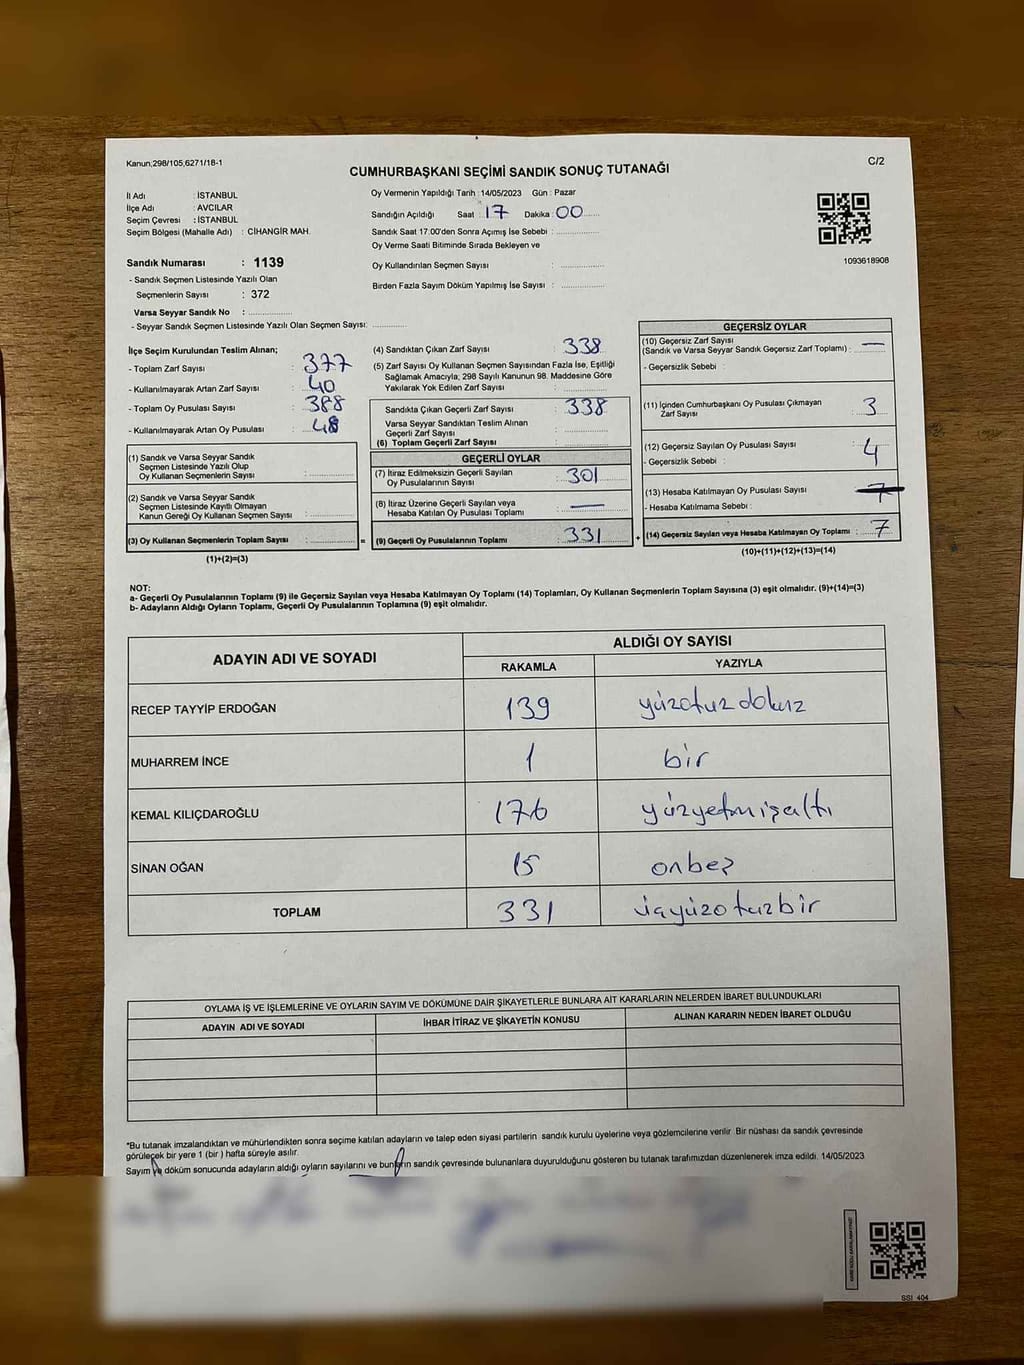 Kanun;298/105,6271/18-1
C/2
CUMHURBAŞKANI SEÇİMİ SANDIK SONUÇ TUTANAĞI
İl Adı : İSTANBUL
İlçe Adı : AVCILAR
Seçim Çevresi : İSTANBUL
Seçim Bölgesi (Mahalle Adı) : CİHANGİR MAH.
Oy Vermenin Yapıldığı Tarih : 14/05/2023 Gün : Pazar
Sandığın Açıldığı Saat : 17 Dakika : 00
Sandık Saat 17:00'den Sonra Açımış İse Sebebi :
Oy Verme Saati Bitiminde Sırada Bekleyen ve
Oy Kullandırılan Seçmen Sayısı :
Birden Fazla Sayım Döküm Yapılmış İse Sayısı :
1093618908
Sandık Numarası : 1139
- Sandık Seçmen Listesinde Yazılı Olan
Seçmenlerin Sayısı : 372
Varsa Seyyar Sandık No :
- Seyyar Sandık Seçmen Listesinde Yazılı Olan Seçmen Sayısı:
İlçe Seçim Kurulundan Teslim Alınan;
- Toplam Zarf Sayısı : 377
- Kullanılmayarak Artan Zarf Sayısı : 40
- Toplam Oy Pusulası Sayısı : 388
- Kullanılmayarak Artan Oy Pusulası : 48
(1) Sandık ve Varsa Seyyar Sandık
Seçmen Listesinde Yazılı Olup
Oy Kullanan Seçmenlerin Sayısı :
(2) Sandık ve Varsa Seyyar Sandık
Seçmen Listesinde Kayıtlı Olmayan
Kanun Gereği Oy Kullanan Seçmen Sayısı :
(3) Oy Kullanan Seçmenlerin Toplam Sayısı : =
(1)+(2)=(3)
(4) Sandıktan Çıkan Zarf Sayısı : 338
(5) Zarf Sayısı Oy Kullanan Seçmen Sayısından Fazla İse, Eşitliği
Sağlamak Amacıyla, 298 Sayılı Kanunun 98. Maddesine Göre
Yakılarak Yok Edilen Zarf Sayısı :
Sandıkta Çıkan Geçerli Zarf Sayısı : 338
Varsa Seyyar Sandıktan Teslim Alınan
Geçerli Zarf Sayısı :
(6) Toplam Geçerli Zarf Sayısı :
GEÇERLİ OYLAR
(7) İtiraz Edilmeksizin Geçerli Sayılan
Oy Pusulalarının Sayısı : 301
(8) İtiraz Üzerine Geçerli Sayılan veya
Hesaba Katılan Oy Pusulası Toplamı : —
(9) Geçerli Oy Pusulalarının Toplamı : 331 +
GEÇERSİZ OYLAR
(10) Geçersiz Zarf Sayısı
(Sandık ve Varsa Seyyar Sandık Geçersiz Zarf Toplamı) : —
- Geçersizlik Sebebi :
(11) İçinden Cumhurbaşkanı Oy Pusulası Çıkmayan
Zarf Sayısı : 3
(12) Geçersiz Sayılan Oy Pusulası Sayısı : 4
- Geçersizlik Sebebi :
(13) Hesaba Katılmayan Oy Pusulası Sayısı : 7
- Hesaba Katılmama Sebebi :
(14) Geçersiz Sayılan veya Hesaba Katılmayan Oy Toplamı : 7
(10)+(11)+(12)+(13)=(14)
NOT:
a- Geçerli Oy Pusulalarının Toplamı (9) ile Geçersiz Sayılan veya Hesaba Katılmayan Oy Toplamı (14) Toplamları, Oy Kullanan Seçmenlerin Toplam Sayısına (3) eşit olmalıdır. (9)+(14)=(3)
b- Adayların Aldığı Oyların Toplamı, Geçerli Oy Pusulalarının Toplamına (9) eşit olmalıdır.
ADAYIN ADI VE SOYADI
ALDIĞI OY SAYISI
RAKAMLA YAZIYLA
RECEP TAYYİP ERDOĞAN 139 yüzotuzdokuz
MUHARREM İNCE 1 bir
KEMAL KILIÇDAROĞLU 176 yüzyetmişaltı
SİNAN OĞAN 15 onbeş
TOPLAM 331 üçyüzotuzbir
OYLAMA İŞ VE İŞLEMLERİNE VE OYLARIN SAYIM VE DÖKÜMÜNE DAİR ŞİKAYETLERLE BUNLARA AİT KARARLARIN NELERDEN İBARET BULUNDUKLARI
ADAYIN ADI VE SOYADI İHBAR İTİRAZ VE ŞİKAYETİN KONUSU ALINAN KARARIN NEDEN İBARET OLDUĞU
*Bu tutanak imzalandıktan ve mühürlendikten sonra seçime katılan adayların ve talep eden siyasi partilerin sandık kurulu üyelerine veya gözlemcilerine verilir. Bir nüshası da sandık çevresinde
görülecek bir yere 1 (bir) hafta süreyle asılır.
Sayım ve döküm sonucunda adayların aldığı oyların sayılarını ve bunların sandık çevresinde bulunanlara duyurulduğunu gösteren bu tutanak tarafımızdan düzenlenerek imza edildi. 14/05/2023
SSI_404